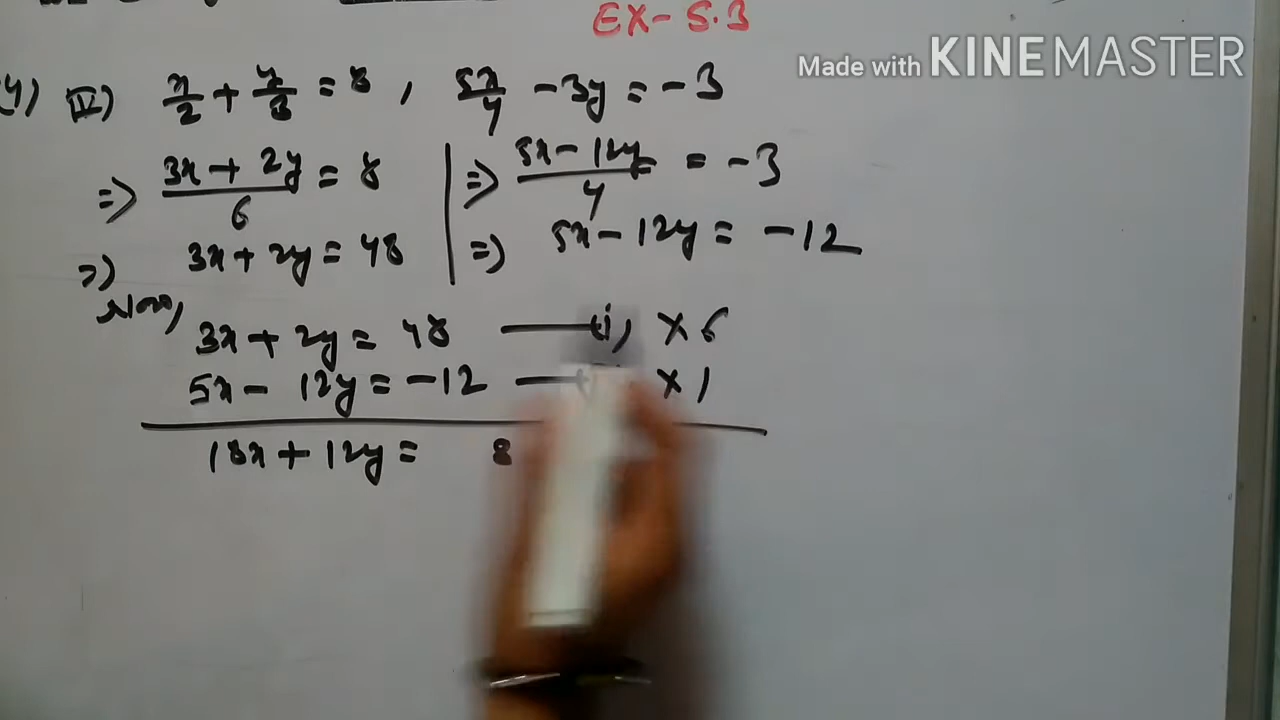 EX-5.3
Made with KINEMASTER
4) IV) x/2 + y/3 = 8 , 5x/4 - 3y = -3
=> 3x + 2y/6 = 8 | => 5x - 12y/4 = = -3
=> 3x + 2y = 48 | => 5x - 12y = -12
Now,
3x + 2y = 48 — (i) × 6
5x - 12y = -12 — × 1
18x + 12y = 8